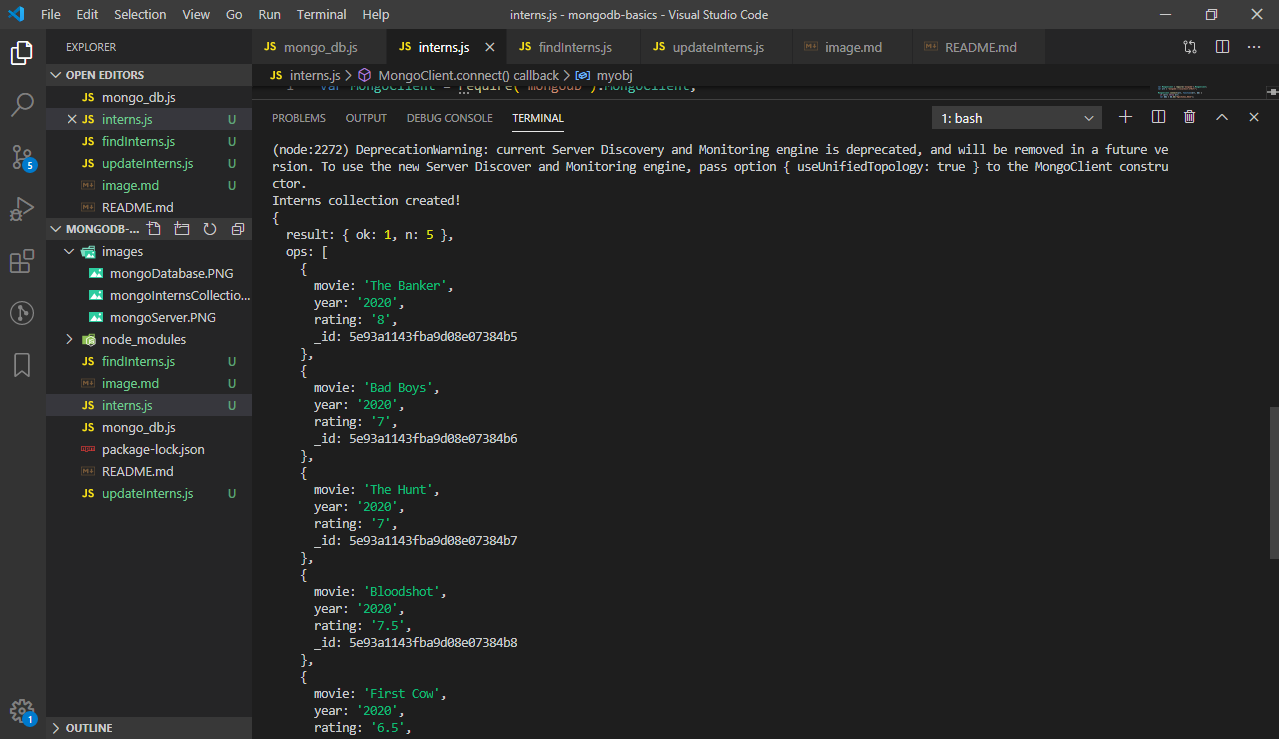 File Edit Selection View Go Run Terminal Help interns.js - mongodb-basics - Visual Studio Code
EXPLORER
OPEN EDITORS
JS mongo_db.js
JS interns.js U
JS findInterns.js U
JS updateInterns.js U
image.md U
README.md
MONGODB-...
images
mongoDatabase.PNG
mongoInternsCollectio...
mongoServer.PNG
node_modules
JS findInterns.js U
image.md U
JS interns.js U
JS mongo_db.js
package-lock.json
README.md
JS updateInterns.js U
OUTLINE
5
1
JS mongo_db.js JS interns.js JS findInterns.js JS updateInterns.js image.md README.md
JS interns.js > MongoClient.connect() callback > myobj
1 var MongoClient = require('mongodb').MongoClient;
PROBLEMS OUTPUT DEBUG CONSOLE TERMINAL 1: bash
(node:2272) DeprecationWarning: current Server Discovery and Monitoring engine is deprecated, and will be removed in a future ve
rsion. To use the new Server Discover and Monitoring engine, pass option { useUnifiedTopology: true } to the MongoClient constru
ctor.
Interns collection created!
{
result: { ok: 1, n: 5 },
ops: [
{
movie: 'The Banker',
year: '2020',
rating: '8',
_id: 5e93a1143fba9d08e07384b5
},
{
movie: 'Bad Boys',
year: '2020',
rating: '7',
_id: 5e93a1143fba9d08e07384b6
},
{
movie: 'The Hunt',
year: '2020',
rating: '7',
_id: 5e93a1143fba9d08e07384b7
},
{
movie: 'Bloodshot',
year: '2020',
rating: '7.5',
_id: 5e93a1143fba9d08e07384b8
},
{
movie: 'First Cow',
year: '2020',
rating: '6.5',